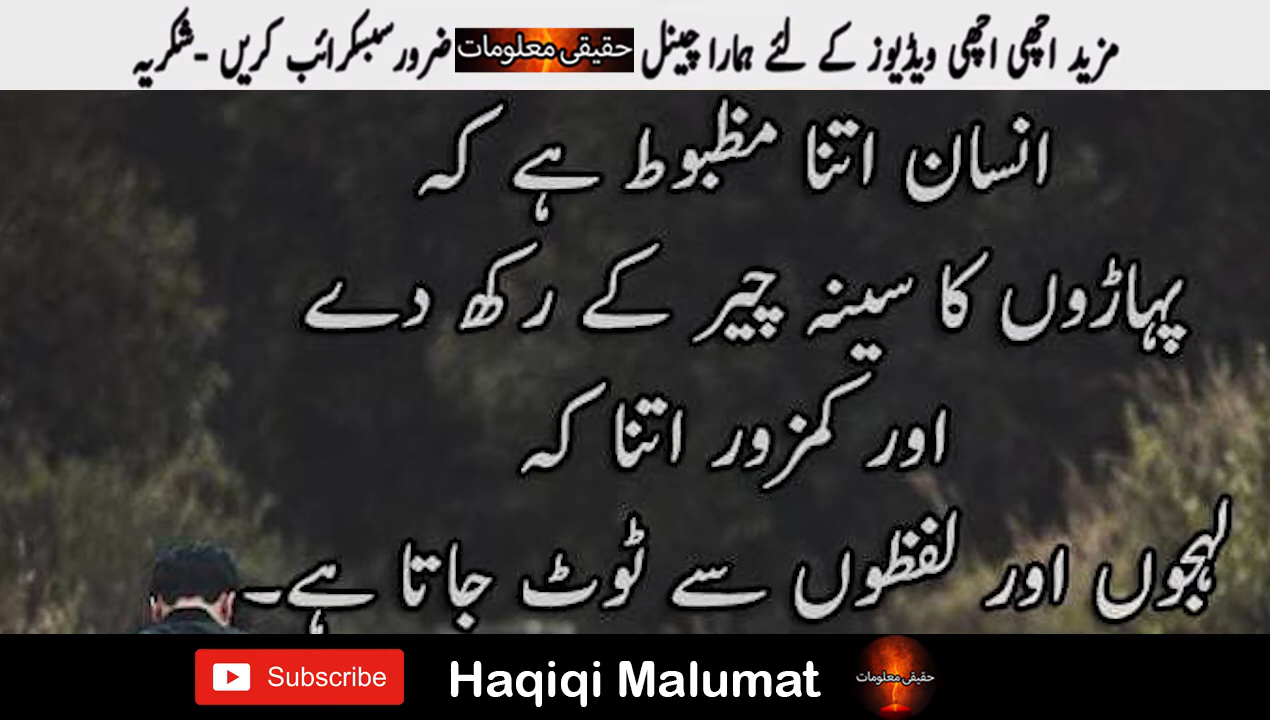 مزید اچھی اچھی ویڈیوز کے لئے ہمارا چینل حقیقی معلومات ضرور سبسکرائب کریں - شکریہ
انسان اتنا مظبوط ہے کہ
پہاڑوں کا سینہ چیر کے رکھ دے
اور کمزور اتنا کہ
لہجوں اور لفظوں سے ٹوٹ جاتا ہے۔
Subscribe Haqiqi Malumat حقیقی معلومات